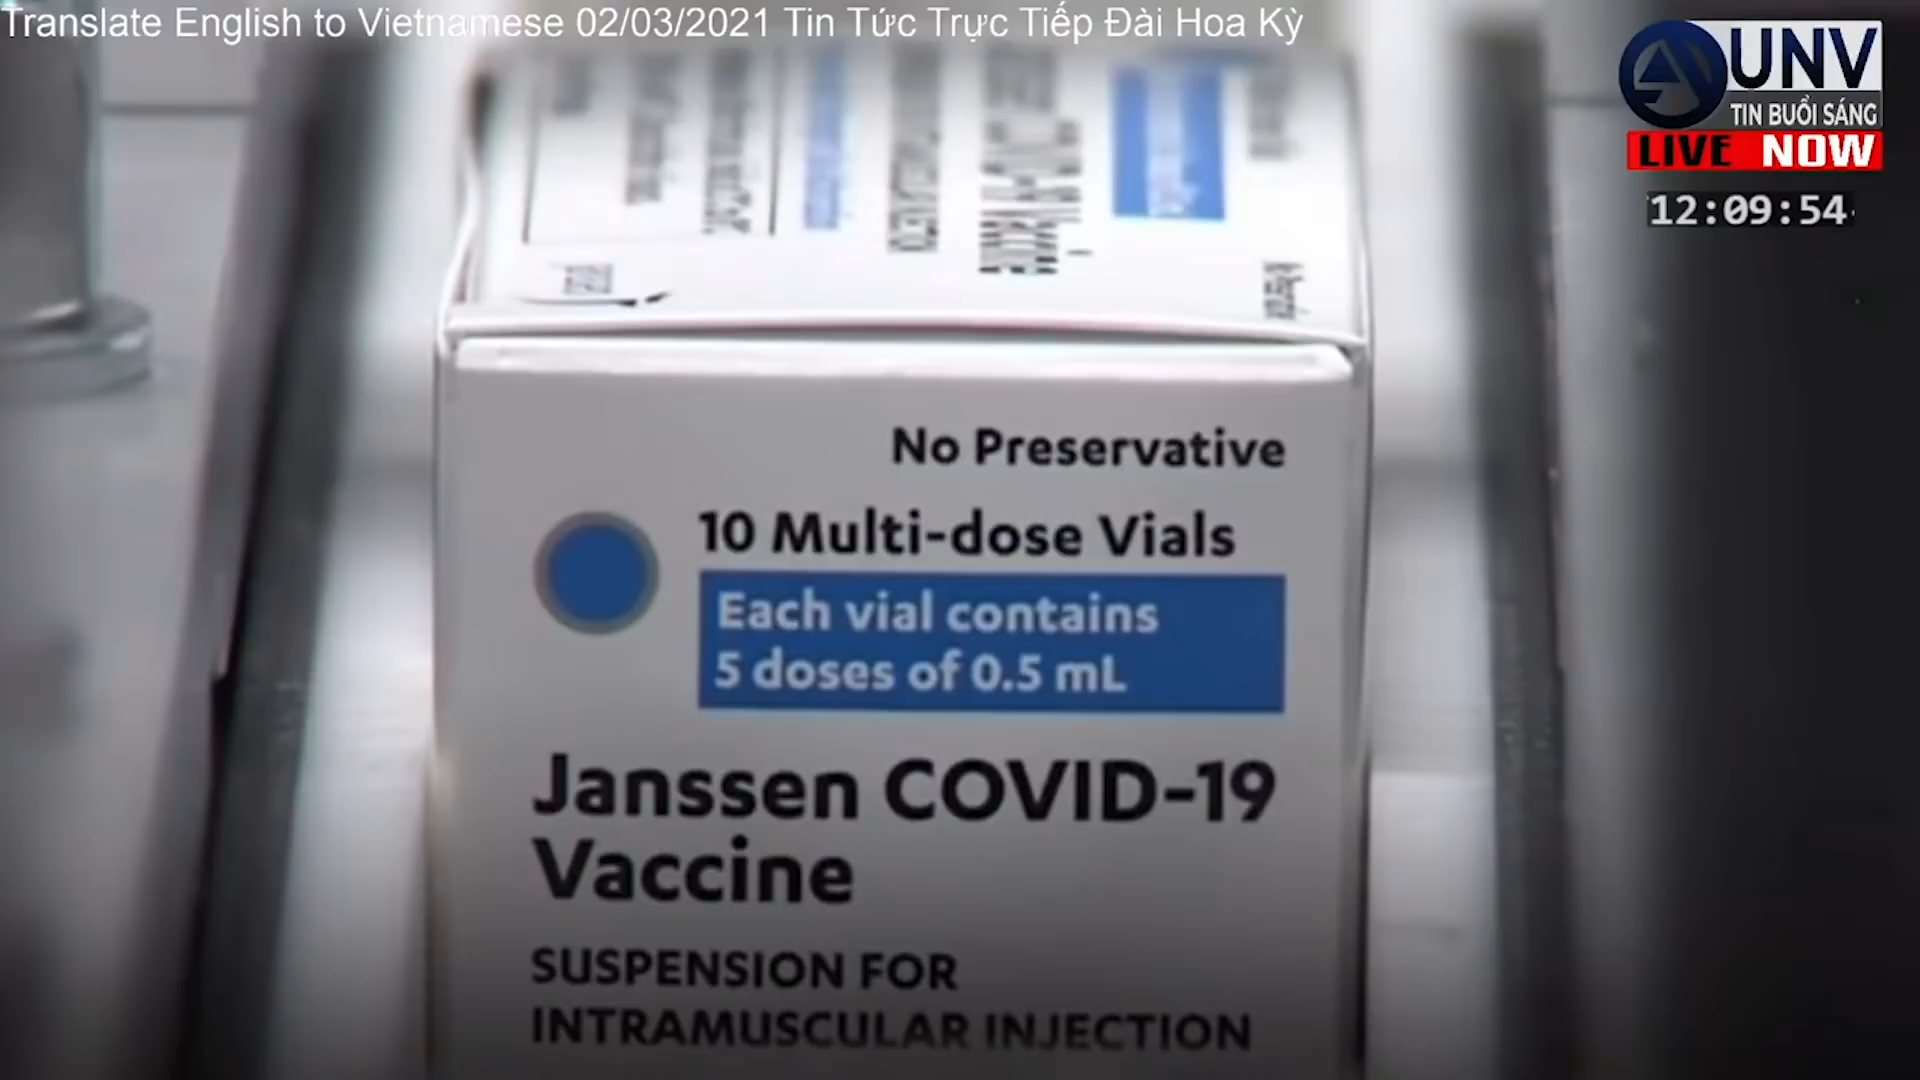 Translate English to Vietnamese 02/03/2021 Tin Tức Trực Tiếp Đài Hoa Kỳ
UNV
TIN BUỔI SÁNG
LIVE NOW
12:09:54
No Preservative
10 Multi-dose Vials
Each vial contains
5 doses of 0.5 mL
Janssen COVID-19
Vaccine
SUSPENSION FOR
INTRAMUSCULAR INJECTION